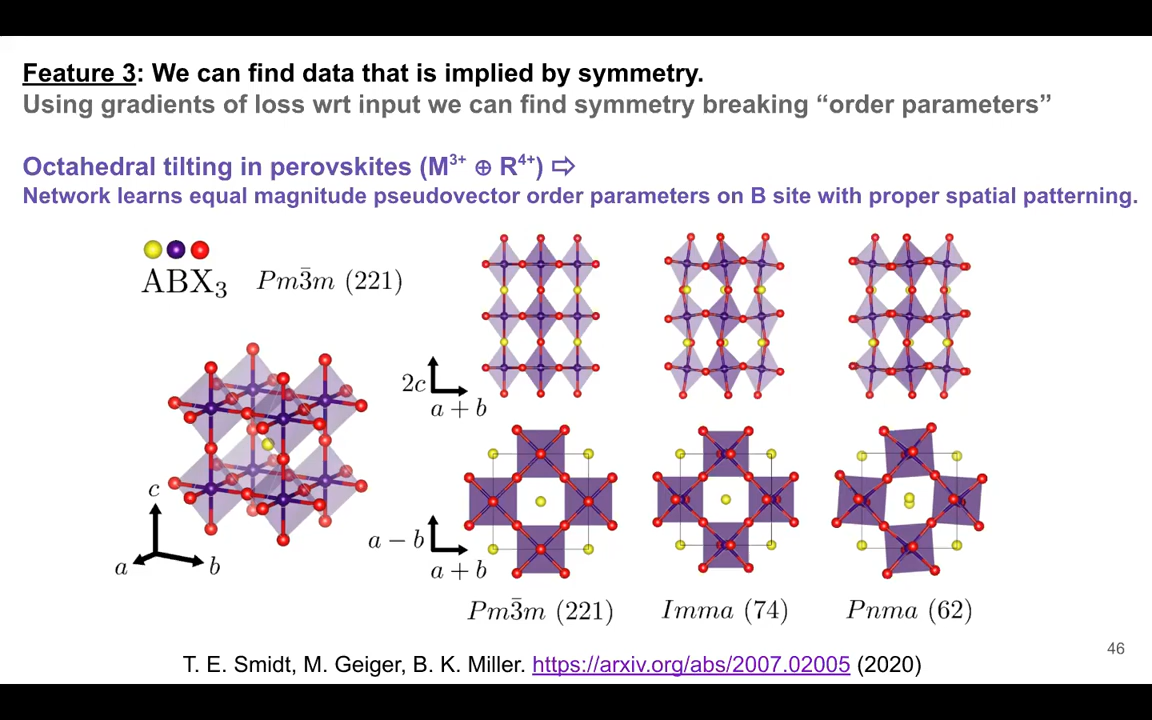 Feature 3: We can find data that is implied by symmetry.
Using gradients of loss wrt input we can find symmetry breaking “order parameters”
Octahedral tilting in perovskites (M³⁺ ⊕ R⁴⁺) ⇨
Network learns equal magnitude pseudovector order parameters on B site with proper spatial patterning.
ABX₃ Pm3̄m (221)
2c
a + b
c
a
b
a − b
a + b
Pm3̄m (221) Imma (74) Pnma (62)
46
T. E. Smidt, M. Geiger, B. K. Miller. https://arxiv.org/abs/2007.02005 (2020)